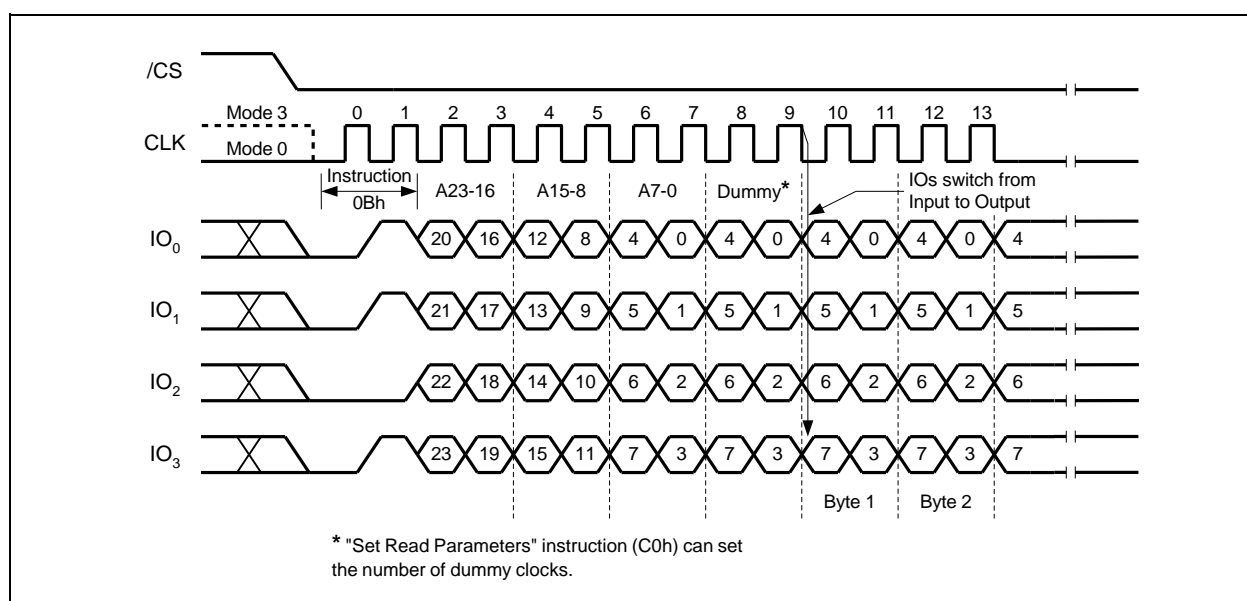 /CS
Mode 3 0 1 2 3 4 5 6 7 8 9 10 11 12 13
CLK
Mode 0
Instruction
0Bh
A23-16 A15-8 A7-0 Dummy*
IOs switch from
Input to Output
IO0 20 16 12 8 4 0 4 0 4 0 4 0 4
IO1 21 17 13 9 5 1 5 1 5 1 5 1 5
IO2 22 18 14 10 6 2 6 2 6 2 6 2 6
IO3 23 19 15 11 7 3 7 3 7 3 7 3 7
Byte 1 Byte 2
* "Set Read Parameters" instruction (C0h) can set
the number of dummy clocks.